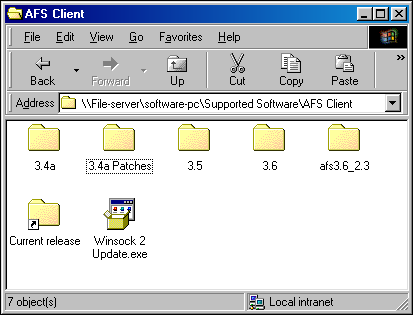 AFS Client
File Edit View Go Favorites
Back Forward Up Cut Copy Paste
Address \\File-server\software-pc\Supported Software\AFS Client
3.4a 3.4a Patches 3.5 3.6 afs3.6_2.3
Current release Winsock 2
Update.exe
7 object(s) Local intranet